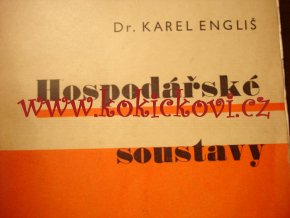 Dr. KAREL ENGLIŠ
Hospodářské
www.kokickovi.cz
soustavy